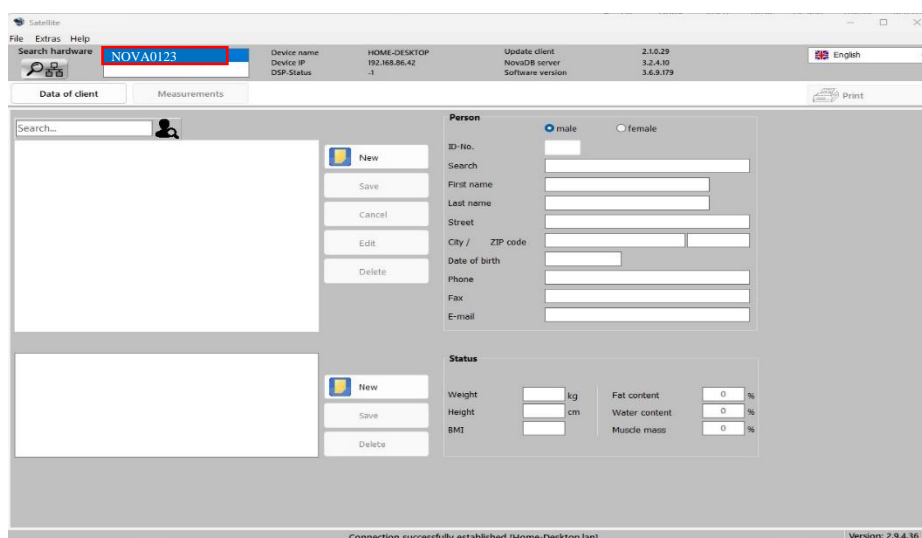 Satellite
File Extras Help
Search hardware
NOVA0123
Device name HOME-DESKTOP Update client 2.1.0.29
Device IP 192.168.86.42 NovaDB server 3.2.4.10
DSP-Status -1 Software version 3.6.9.179
English
Data of client Measurements Print
Search...
New
Save
Cancel
Edit
Delete
Person
male female
ID-No.
Search
First name
Last name
Street
City / ZIP code
Date of birth
Phone
Fax
E-mail
New
Save
Delete
Status
Weight kg Fat content 0 %
Height cm Water content 0 %
BMI Muscle mass 0 %
Connection successfully established [Home-Desktop.lan] Version: 2.9.4.36